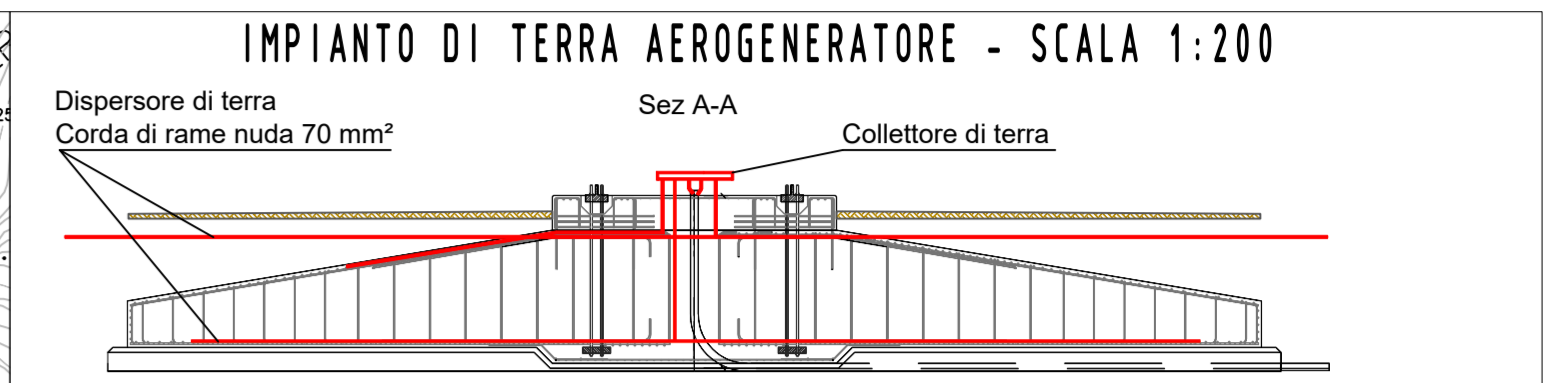 IMPIANTO DI TERRA AEROGENERATORE - SCALA 1:200
Dispersore di terra
Corda di rame nuda 70 mm²
Sez A-A
Collettore di terra